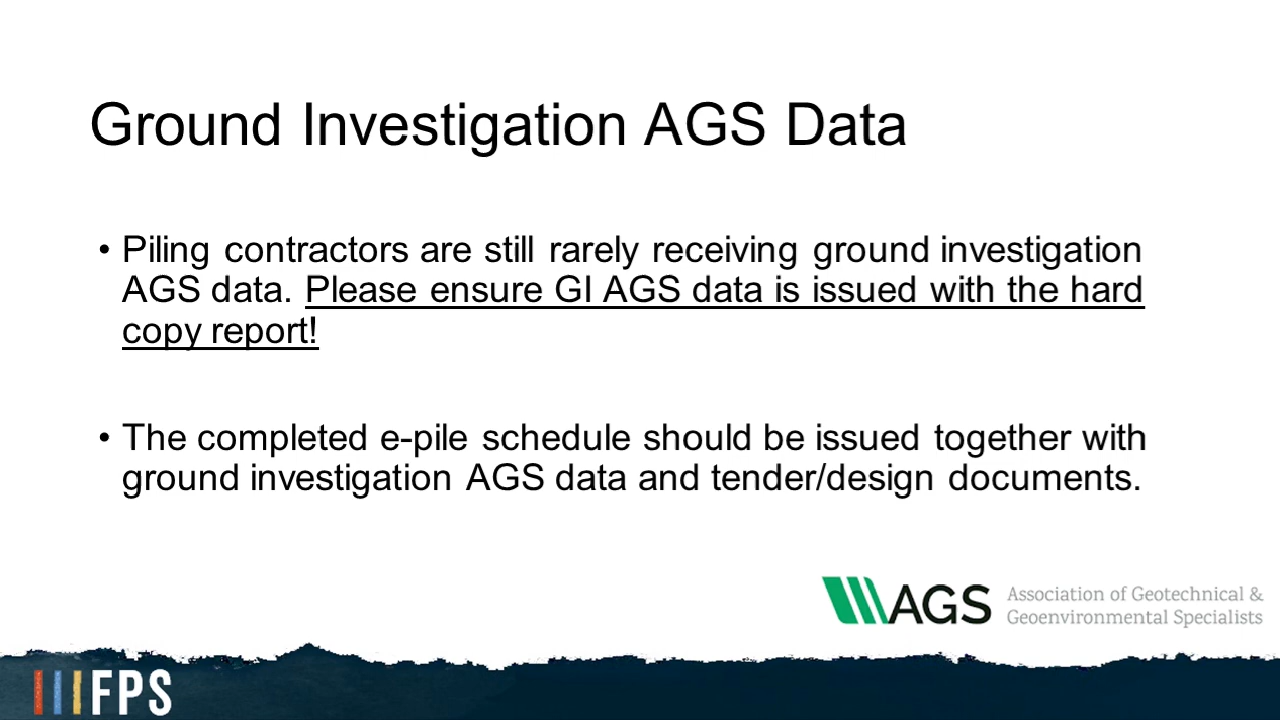 Ground Investigation AGS Data
• Piling contractors are still rarely receiving ground investigation
AGS data. Please ensure GI AGS data is issued with the hard
copy report!
• The completed e-pile schedule should be issued together with
ground investigation AGS data and tender/design documents.
AGS
Association of Geotechnical &
Geoenvironmental Specialists
FPS